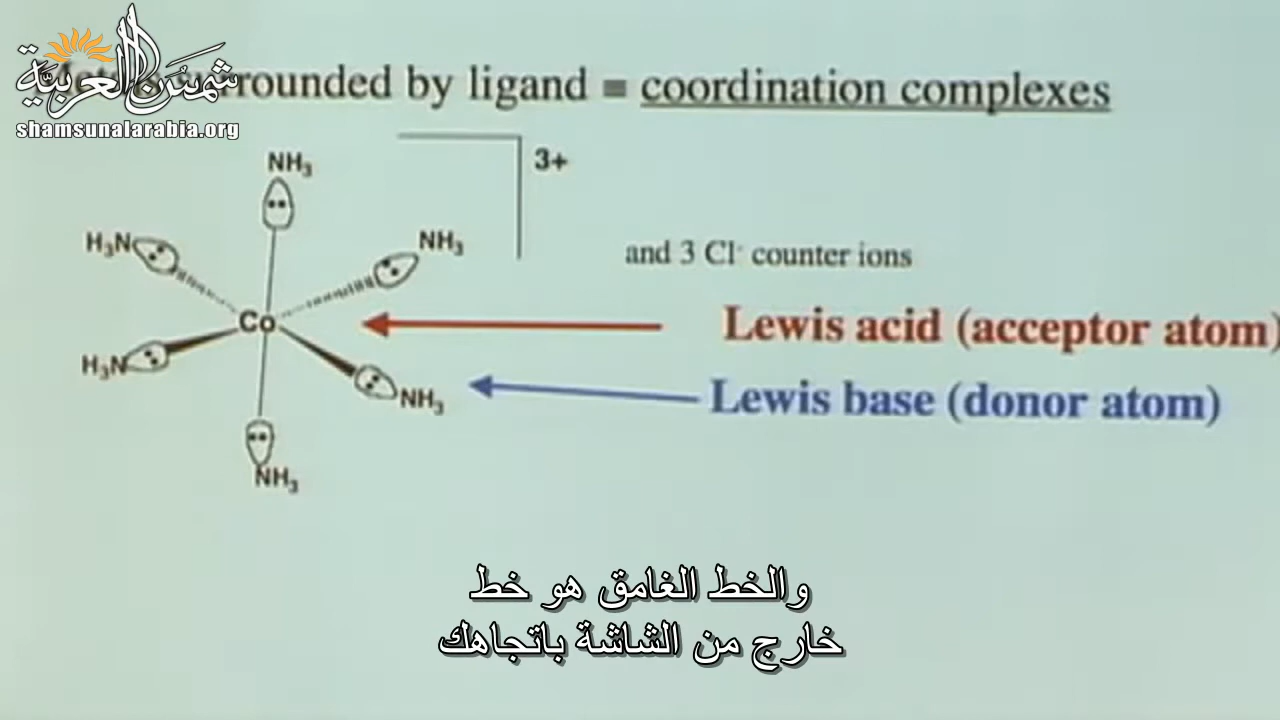 شمس العربية
shamsunalarabia.org
rounded by ligand ≡ coordination complexes
3+
NH₃
H₃N
NH₃
and 3 Cl⁻ counter ions
Co
Lewis acid (acceptor atom)
H₃N
NH₃
Lewis base (donor atom)
NH₃
والخط الغامق هو خط
خارج من الشاشة باتجاهك